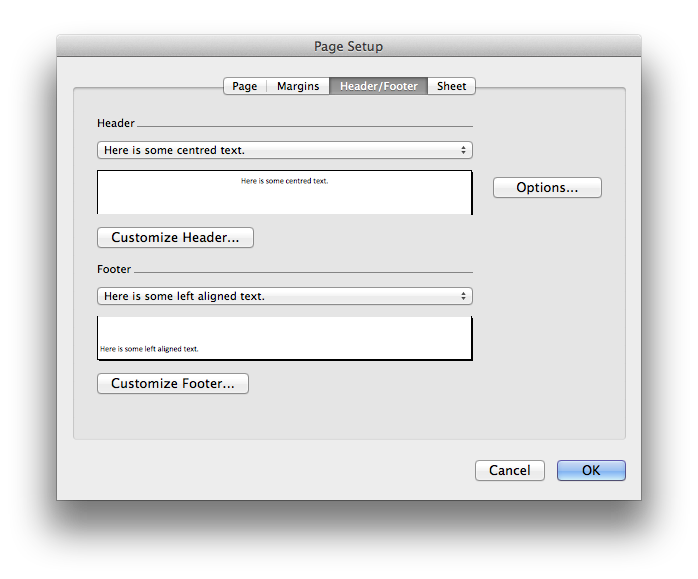 Page Setup
Page Margins Header/Footer Sheet
Header
Here is some centred text.
Here is some centred text.
Options...
Customize Header...
Footer
Here is some left aligned text.
Here is some left aligned text.
Customize Footer...
Cancel OK